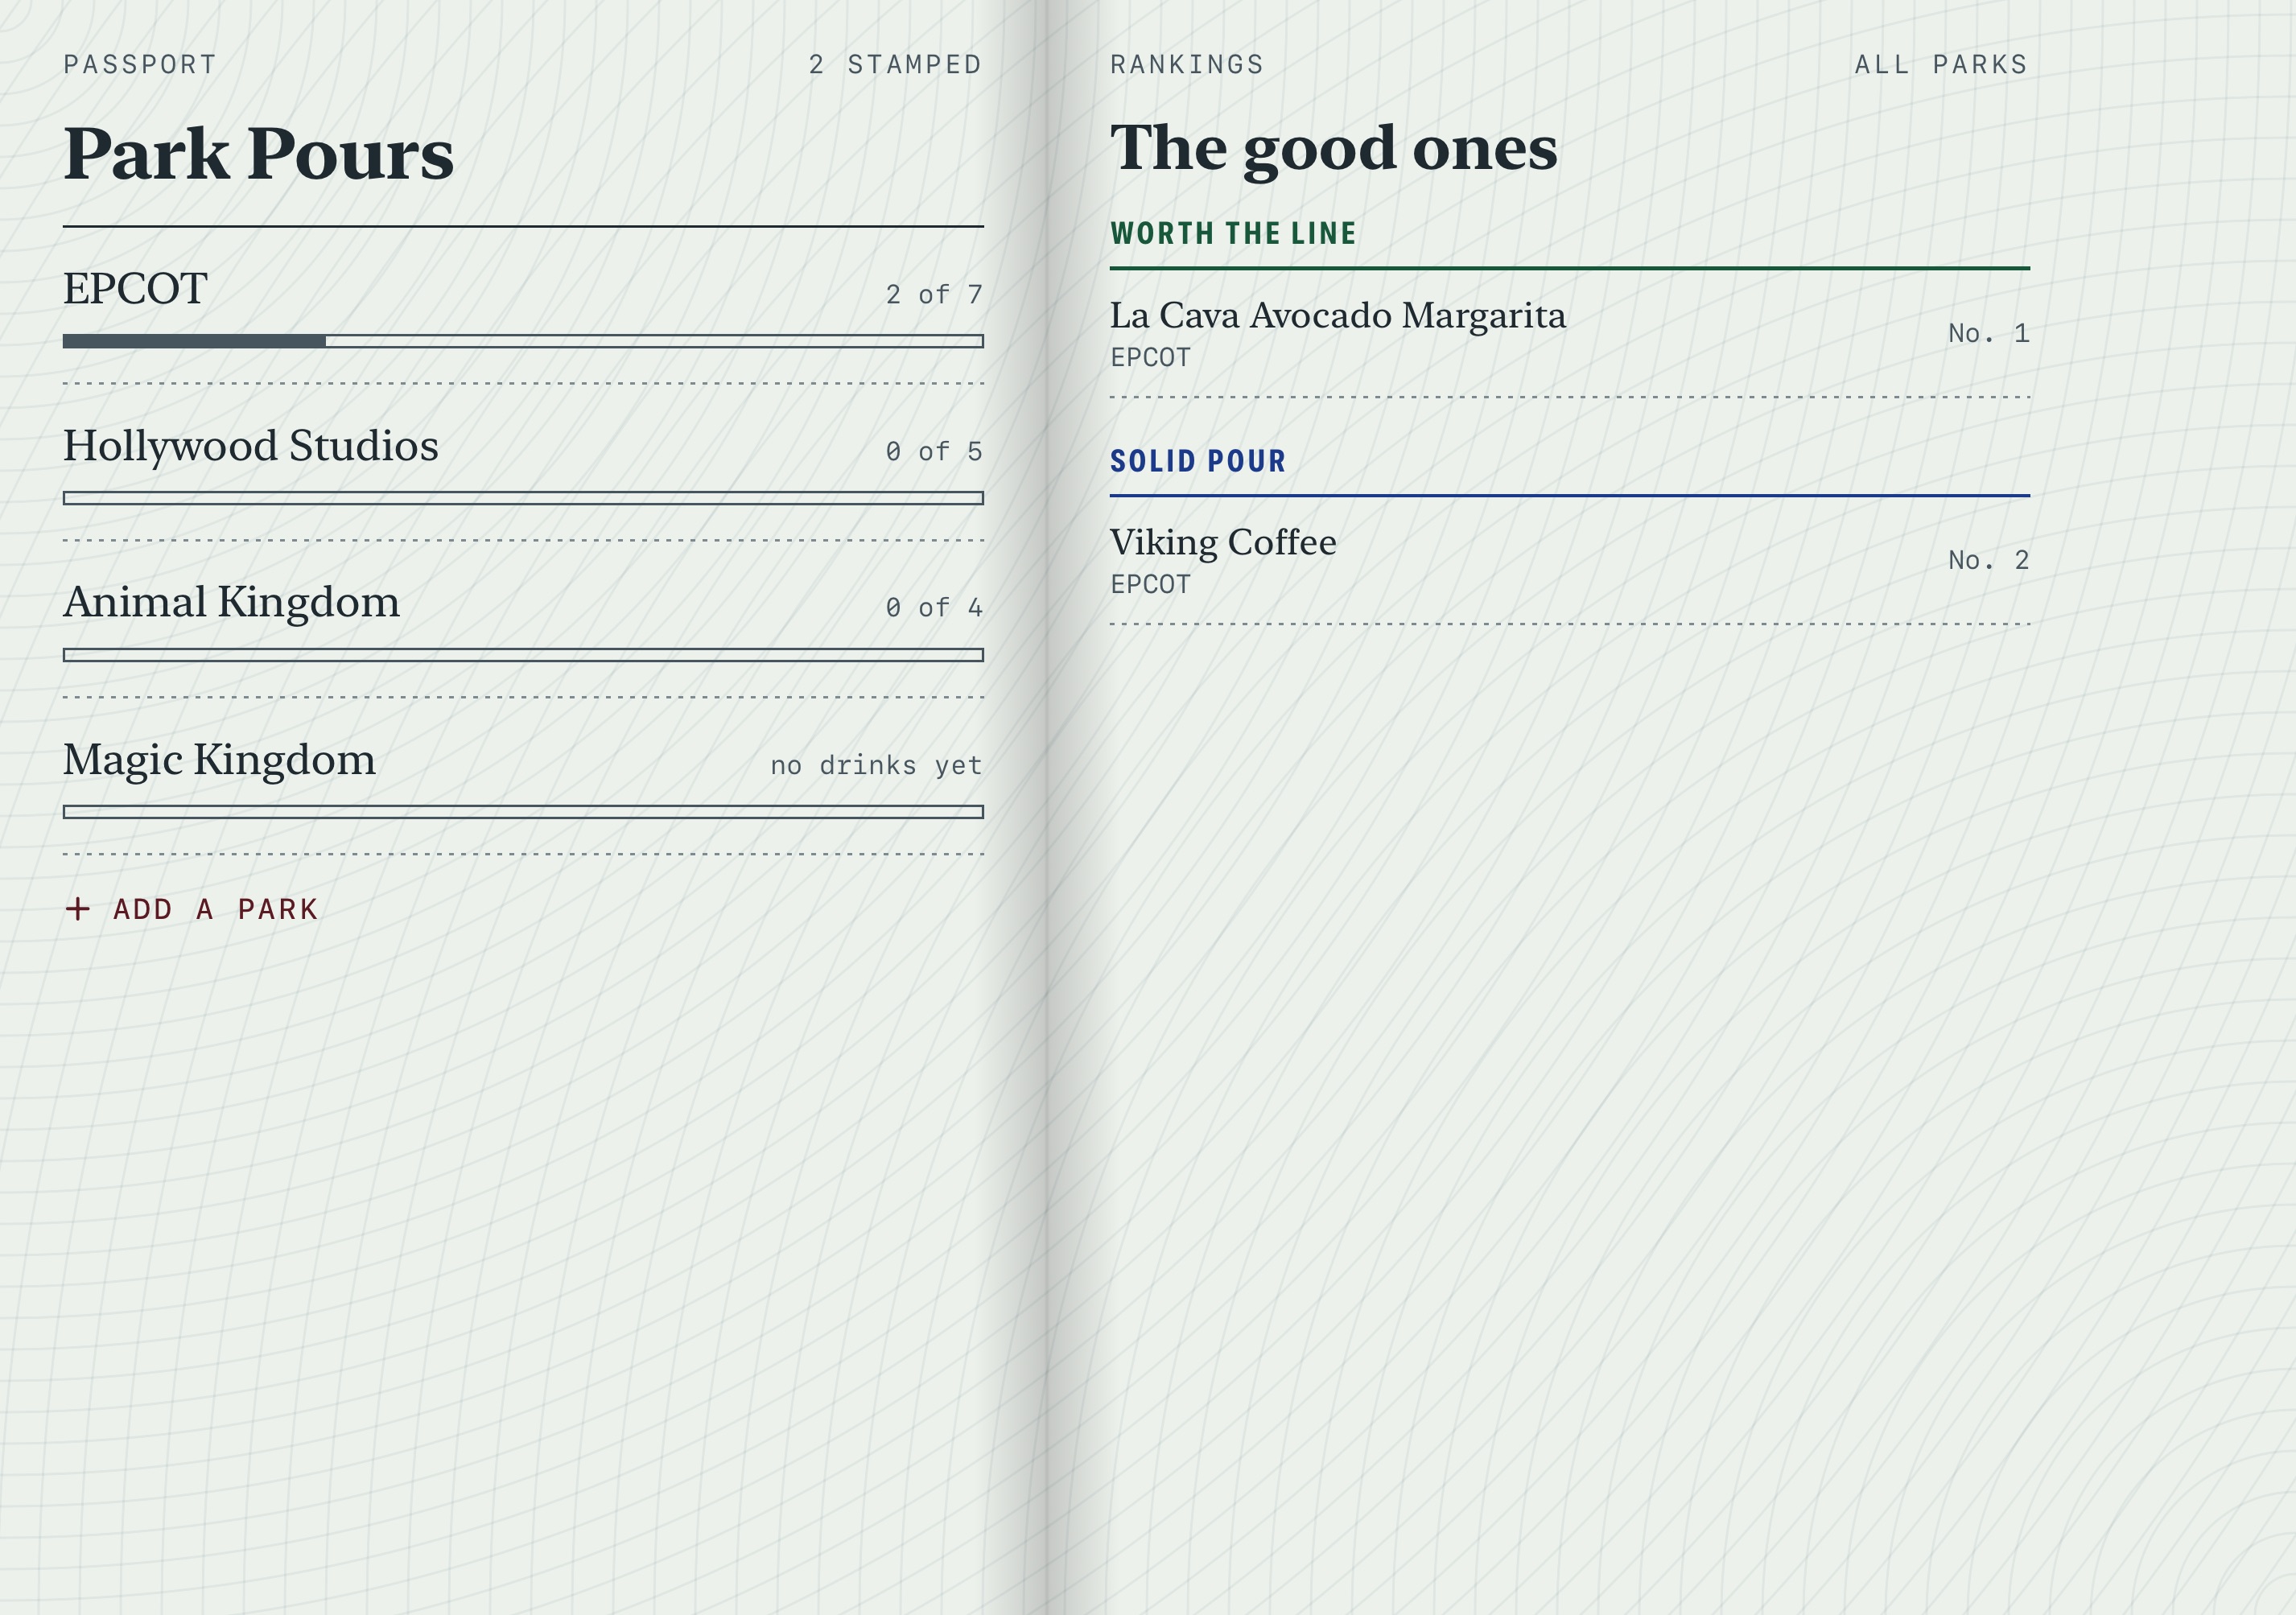 PASSPORT 2 STAMPED
Park Pours
EPCOT 2 of 7
Hollywood Studios 0 of 5
Animal Kingdom 0 of 4
Magic Kingdom no drinks yet
+ ADD A PARK
RANKINGS ALL PARKS
The good ones
WORTH THE LINE
La Cava Avocado Margarita
EPCOT
No. 1
SOLID POUR
Viking Coffee
EPCOT
No. 2